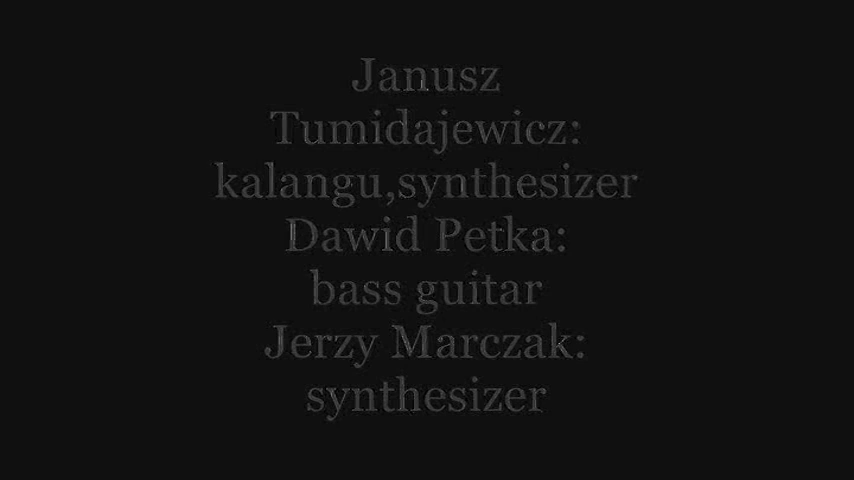 Janusz
Tumidajewicz:
kalangu,synthesizer
Dawid Petka:
bass guitar
Jerzy Marczak:
synthesizer